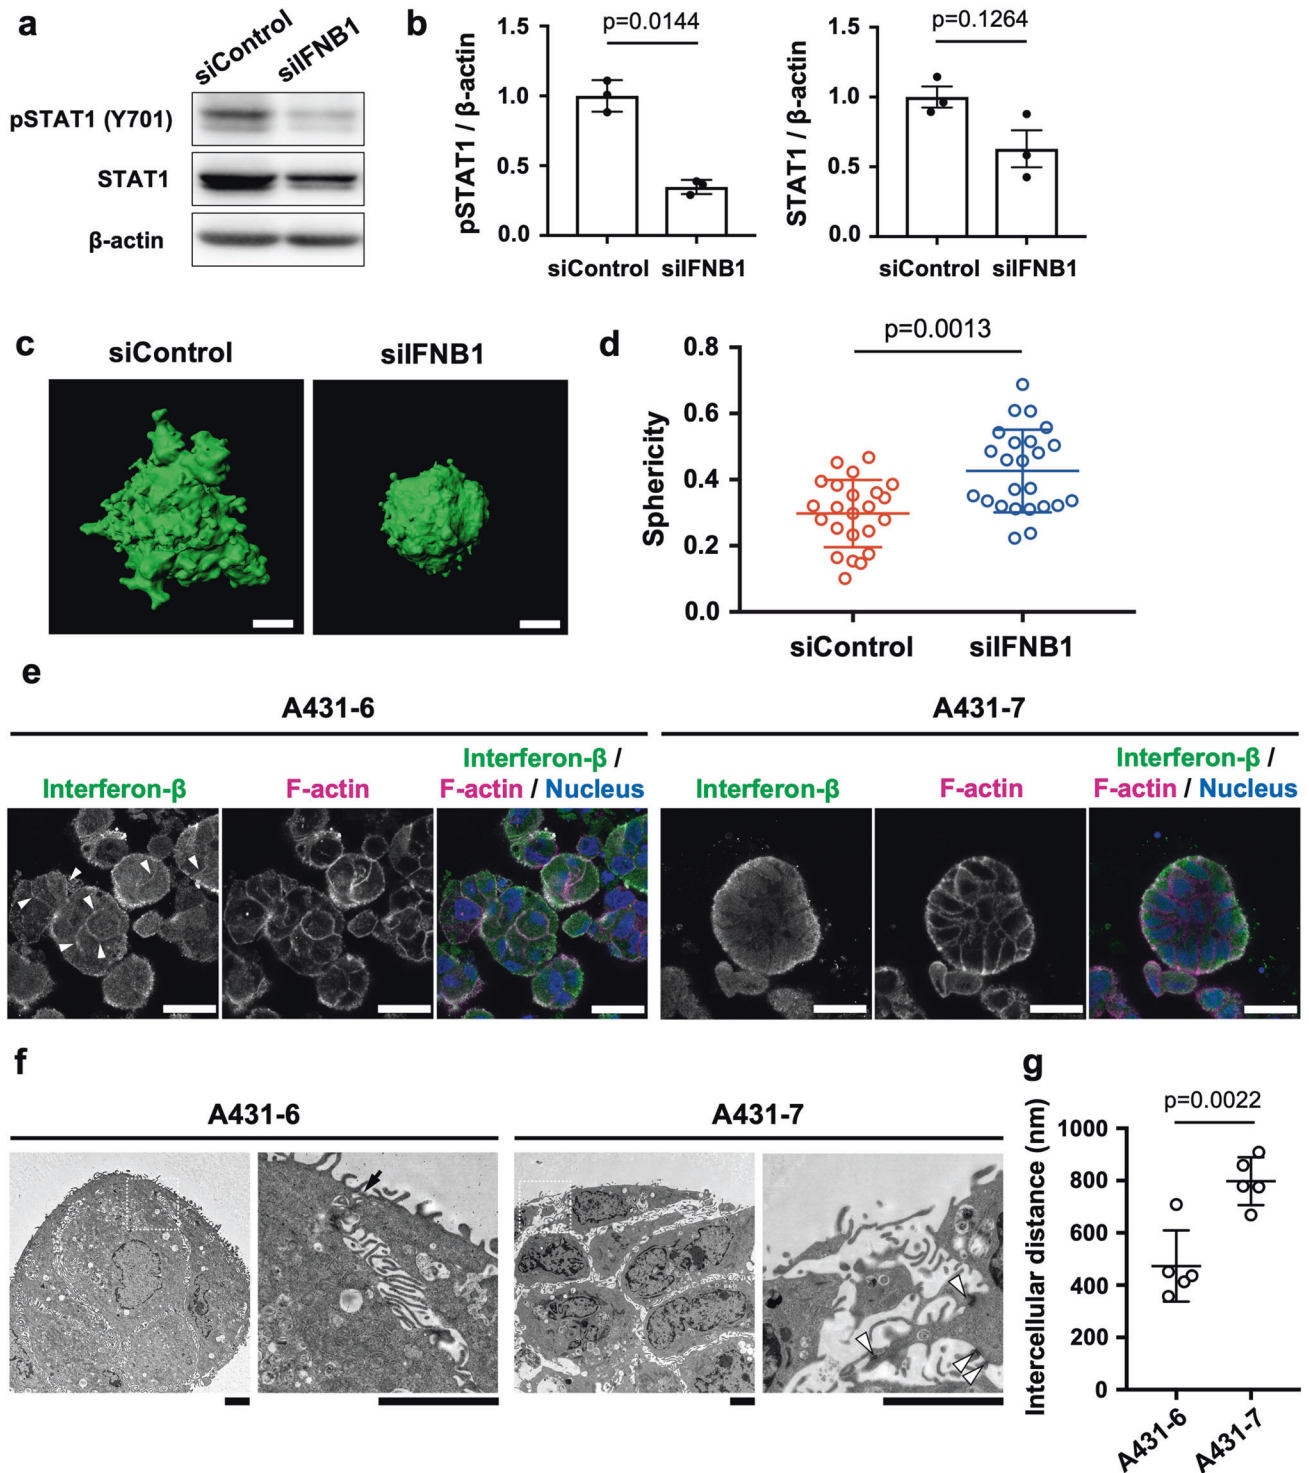 a
siControl
siIFNB1
pSTAT1 (Y701)
STAT1
β-actin
b
pSTAT1 / β-actin
1.5
1.0
0.5
0.0
p=0.0144
siControl siIFNB1
STAT1 / β-actin
1.5
1.0
0.5
0.0
p=0.1264
siControl siIFNB1
c
siControl
siIFNB1
d
Sphericity
0.8
0.6
0.4
0.2
0.0
p=0.0013
siControl siIFNB1
e
A431-6
Interferon-β
F-actin
Interferon-β /
F-actin / Nucleus
A431-7
Interferon-β
F-actin
Interferon-β /
F-actin / Nucleus
f
A431-6
A431-7
g
Intercellular distance (nm)
1000
800
600
400
200
0
p=0.0022
A431-6
A431-7